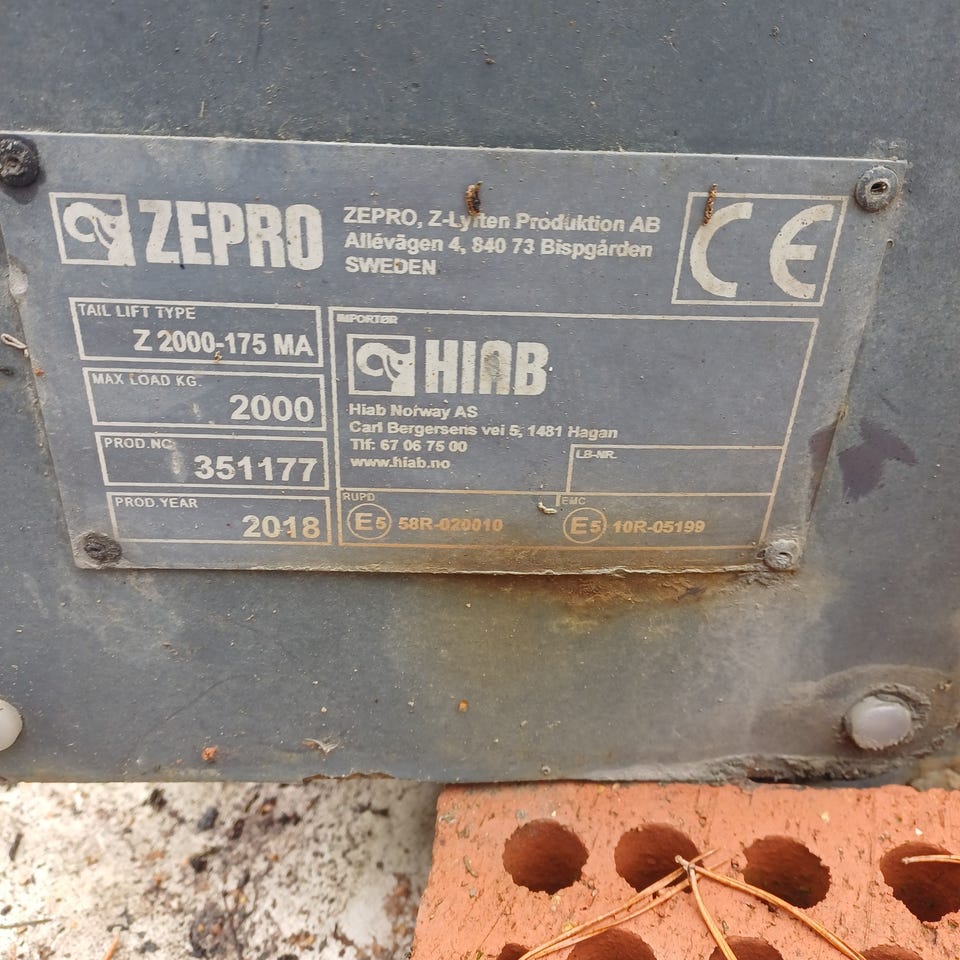 ZEPRO
ZEPRO, Z-Lyften Produktion AB
Allévägen 4, 840 73 Bispgården
SWEDEN
CE
TAIL LIFT TYPE
Z 2000-175 MA
MAX LOAD KG.
2000
PROD.NO.
351177
PROD.YEAR
2018
IMPORTØR
HIAB
Hiab Norway AS
Carl Bergersens vei 5, 1481 Hagan
Tlf: 67 06 75 00
www.hiab.no
LB-NR.
RUPD
E5 58R-020010
EMC
E5 10R-05199